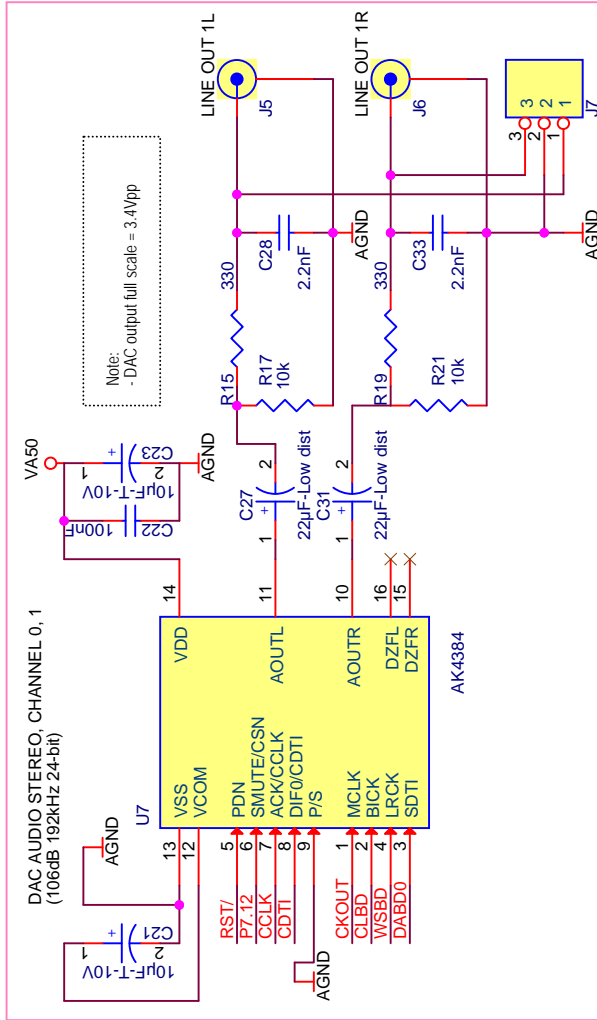 DAC AUDIO STEREO, CHANNEL 0, 1
(106dB 192kHz 24-bit)
Note:
- DAC output full scale = 3.4Vpp
VA50
1
+
2
C23
10µF-T-10V
C22
100nF
AGND
AGND
1
+
2
C21
10µF-T-10V
U7
13
VSS
12
VCOM
14
VDD
RST/
5
PDN
P7.12
6
SMUTE/CSN
CCLK
7
ACK/CCLK
CDTI
8
DIF0/CDTI
9
P/S
AGND
CKOUT
1
MCLK
CLBD
2
BICK
WSBD
4
LRCK
DABD0
3
SDTI
AOUTL
11
AOUTR
10
DZFL
16
DZFR
15
AK4384
C27
1
+
2
22µF-Low dist
C31
1
+
2
22µF-Low dist
R15
330
R17
10k
C28
2.2nF
AGND
LINE OUT 1L
J5
R19
330
R21
10k
C33
2.2nF
AGND
LINE OUT 1R
J6
3
2
1
3
2
1
J7